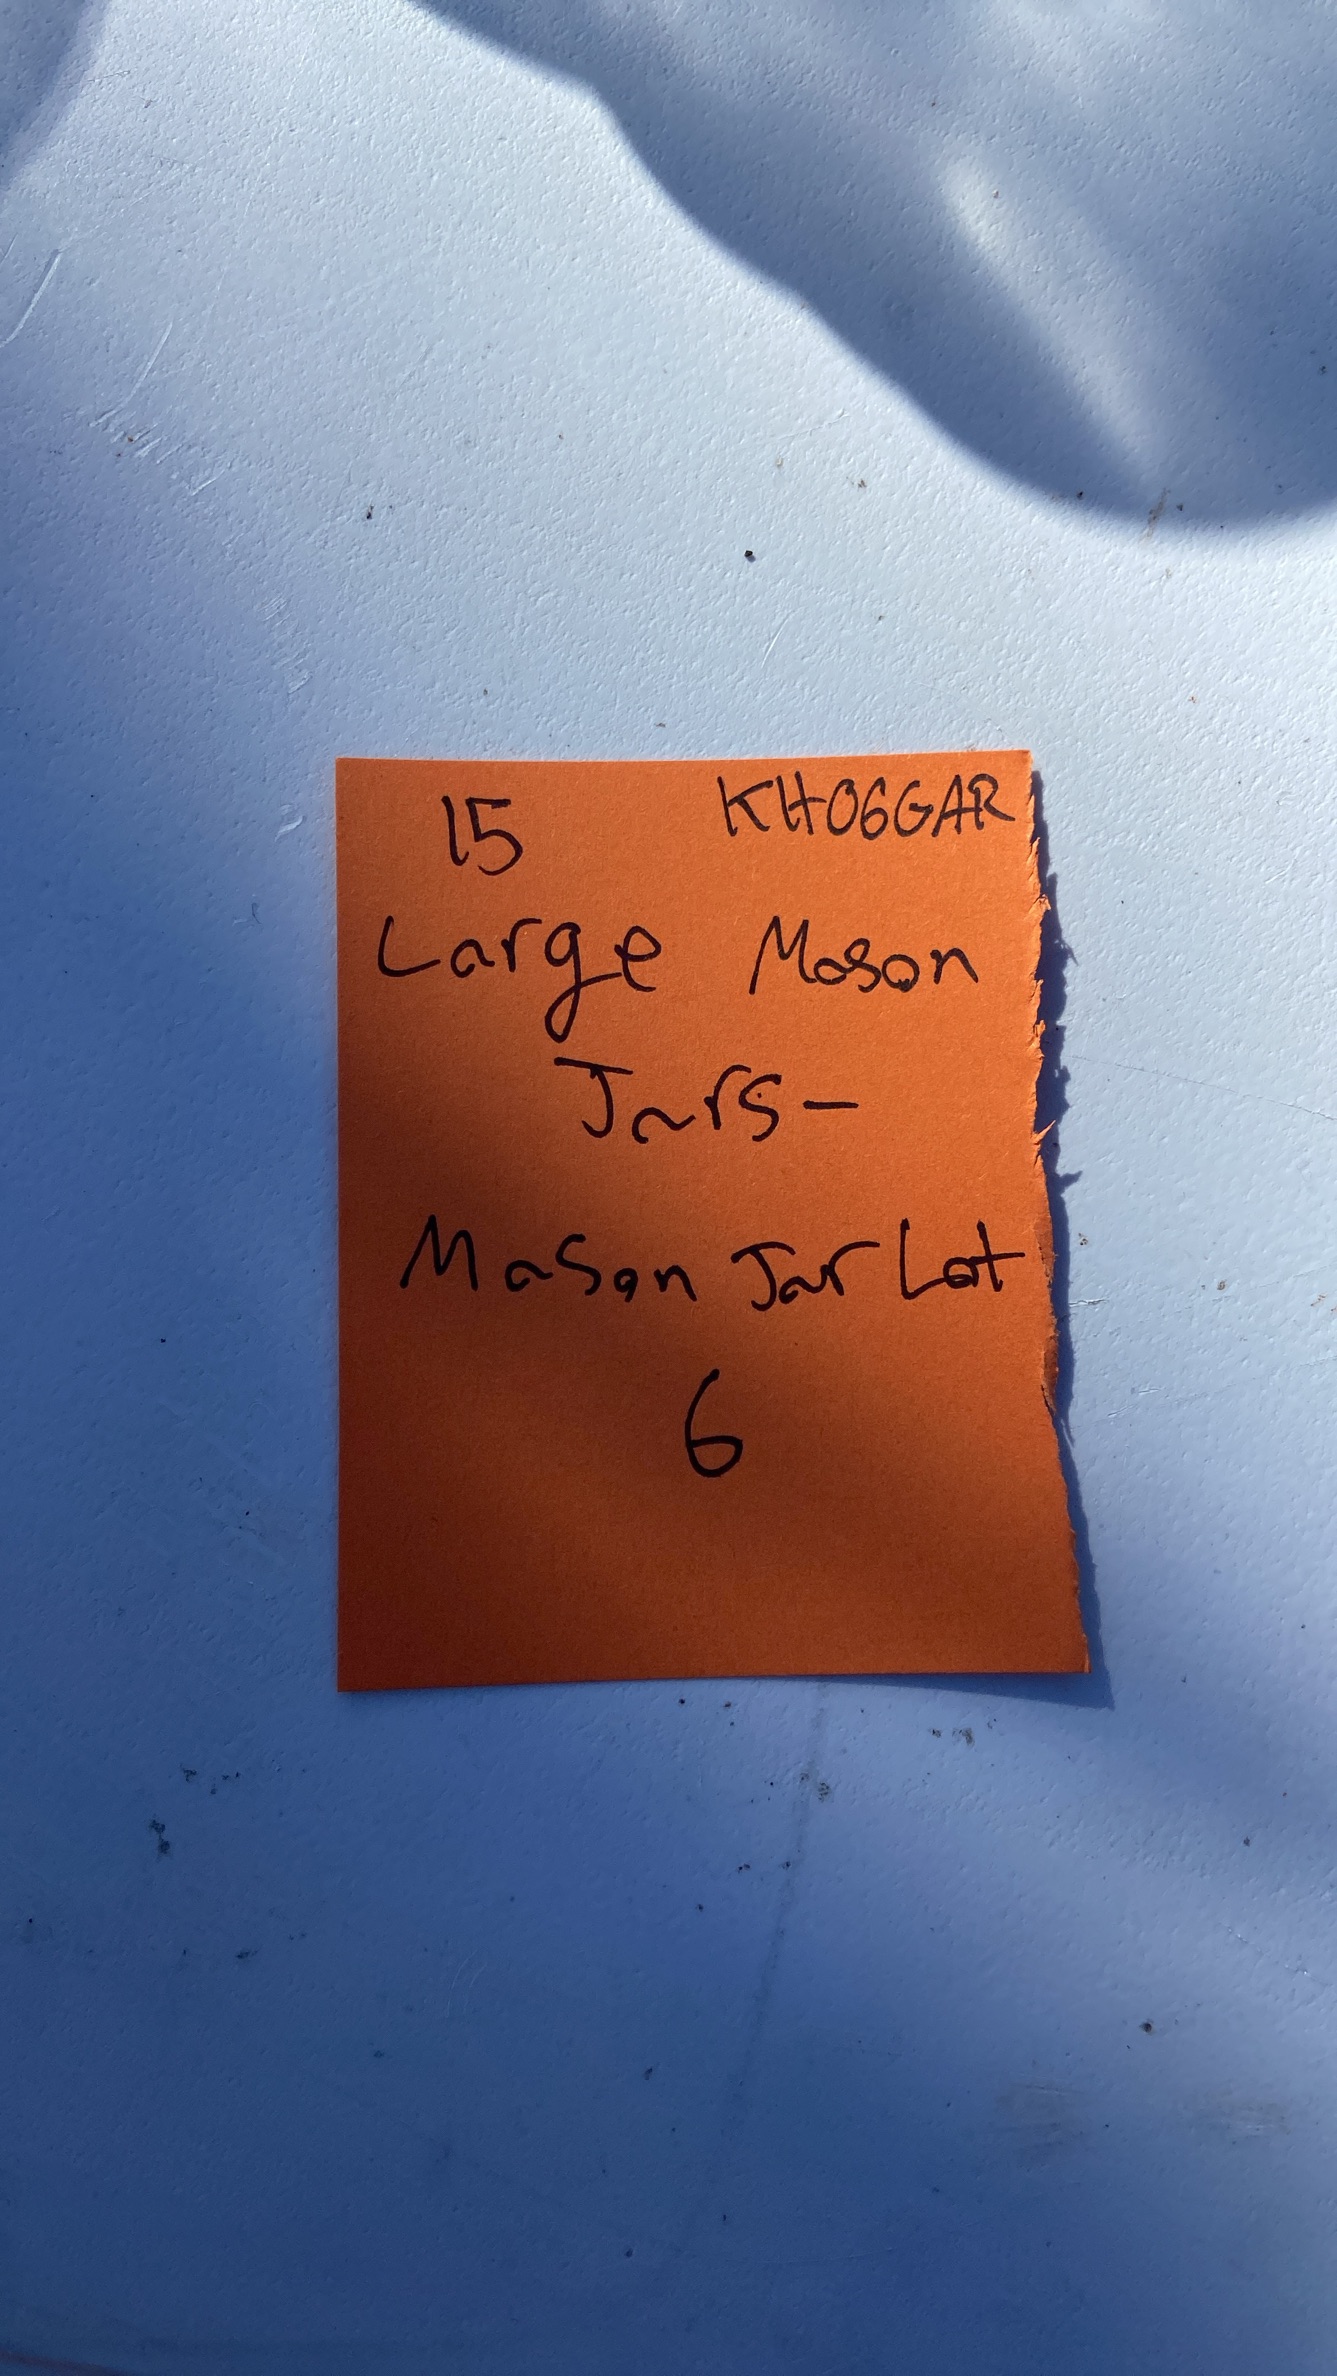 15 KH06GAR
Large Mason
Jars-
Mason Jar Lot
6